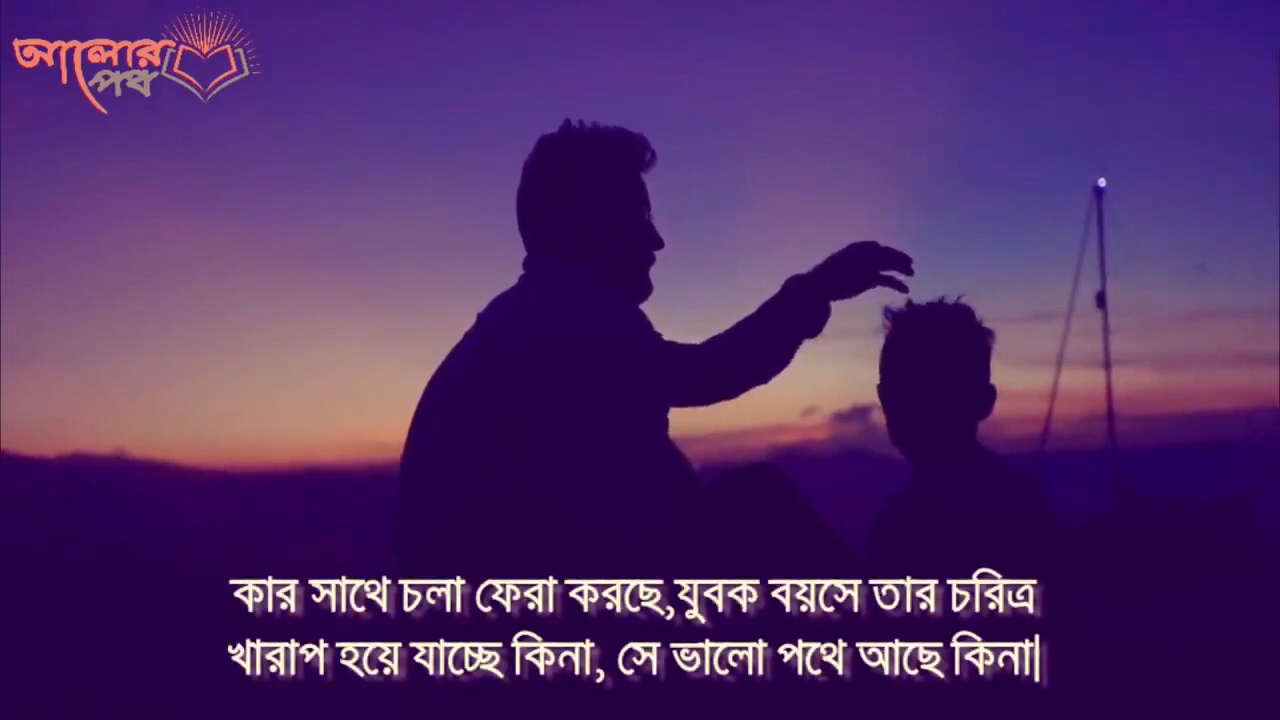 আলোর
পথ
কার সাথে চলা ফেরা করছে,যুবক বয়সে তার চরিত্র
খারাপ হয়ে যাচ্ছে কিনা, সে ভালো পথে আছে কিনা|